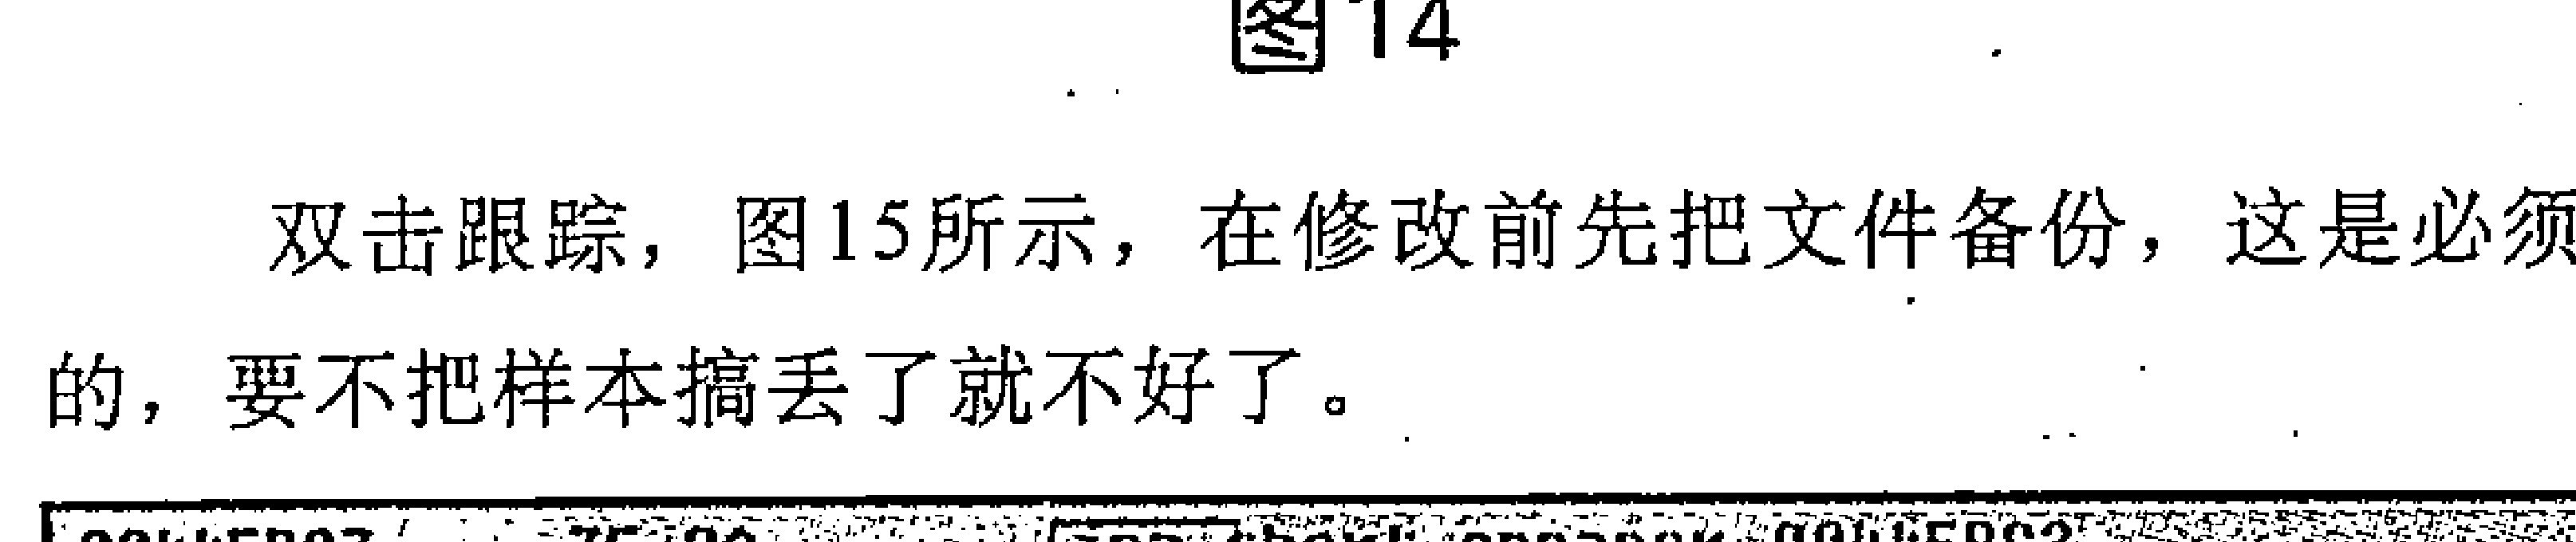 图14
双击跟踪，图15所示，在修改前先把文件备份，这是必须
的，要不把样本搞丢了就不好了。